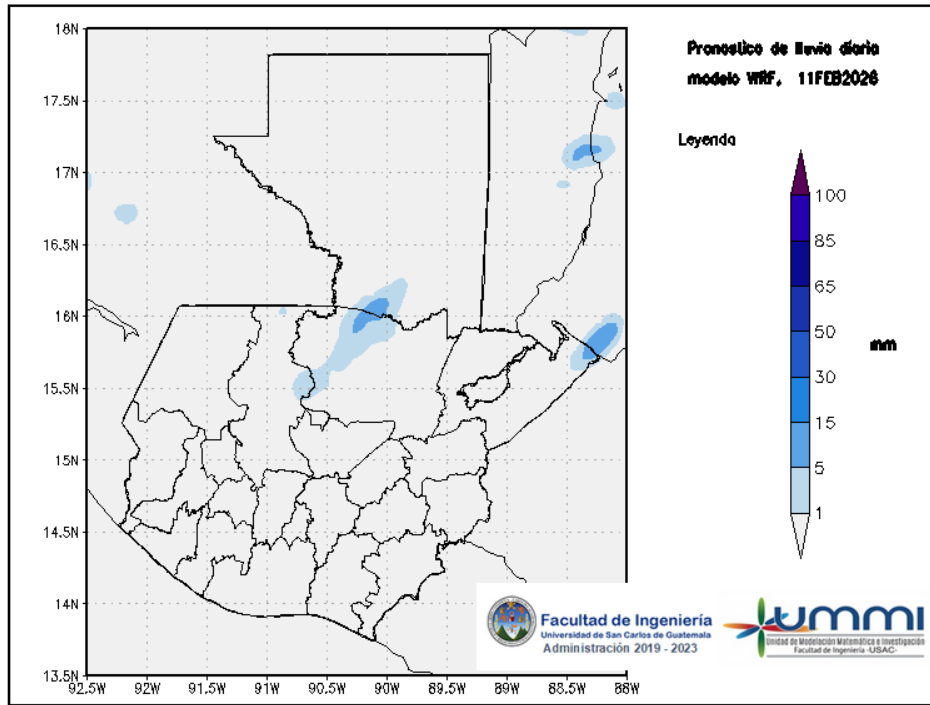 Pronostico de lluvia diaria
modelo WRF, 11FEB2026
Leyenda
100
85
65
50
30
15
5
1
mm
18N
17.5N
17N
16.5N
16N
15.5N
15N
14.5N
14N
13.5N
92.5W 92W 91.5W 91W 90.5W 90W 89.5W 89W 88.5W 88W
Facultad de Ingeniería
Universidad de San Carlos de Guatemala
Administración 2019 - 2023
ummi
Unidad de Modelación Matemática e Investigación
Facultad de Ingeniería -USAC-